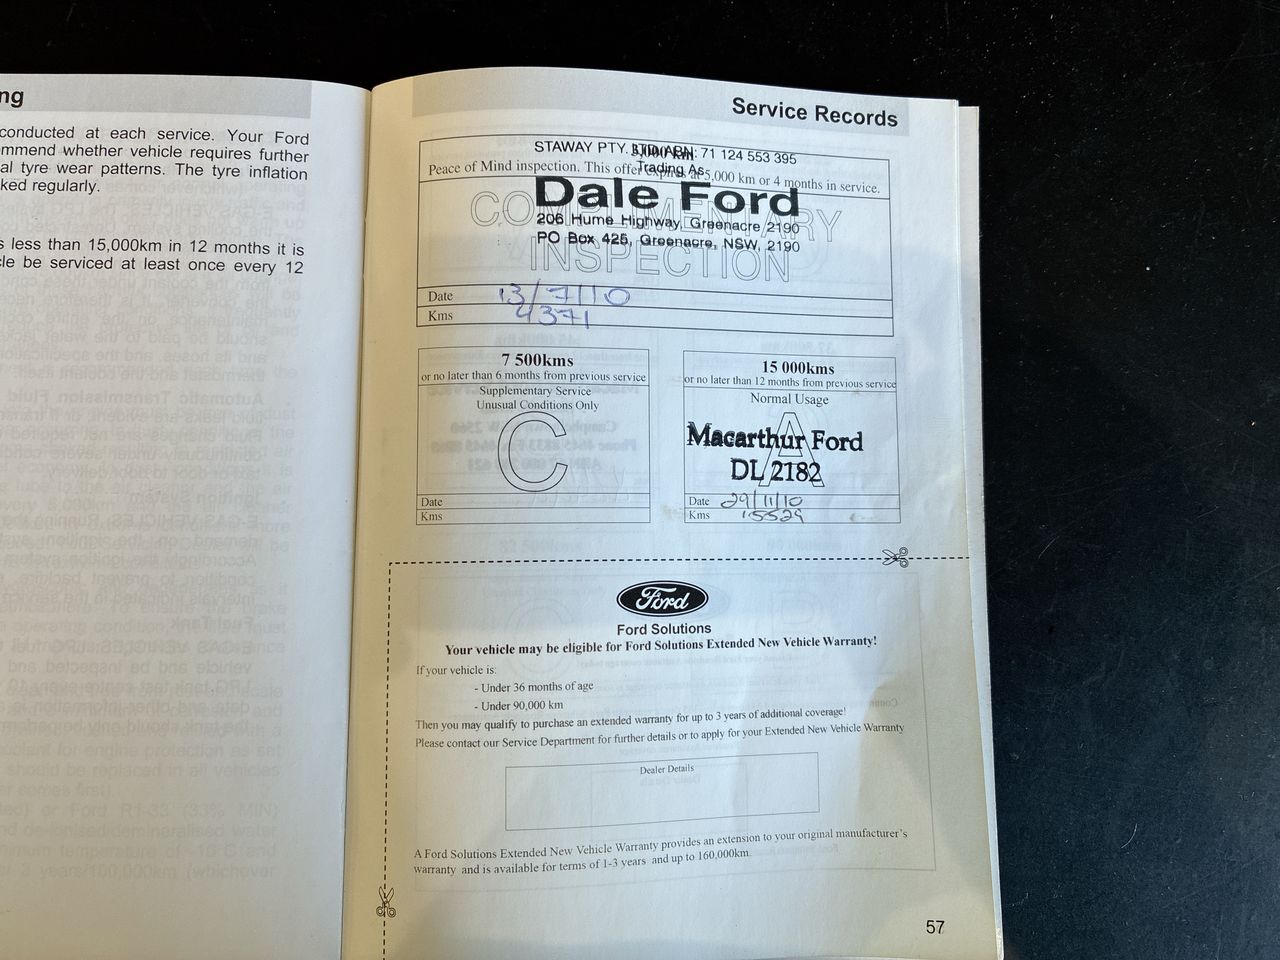 ng
conducted at each service. Your Ford
mmend whether vehicle requires further
al tyre wear patterns. The tyre inflation
ked regularly.
s less than 15,000km in 12 months it is
cle be serviced at least once every 12
Service Records
STAWAY PTY. LTD ABN: 71 124 553 395
3,000 km
Trading As
Peace of Mind inspection. This offer expires at 5,000 km or 4 months in service.
COMPLIMENTARY
INSPECTION
Dale Ford
206 Hume Highway, Greenacre 2190
PO Box 425, Greenacre, NSW, 2190
Date 13/7/10
Kms 4371
7 500kms
or no later than 6 months from previous service
Supplementary Service
Unusual Conditions Only
C
Date
Kms
15 000kms
or no later than 12 months from previous service
Normal Usage
A
Macarthur Ford
DL 2182
Date 29/11/10
Kms 15529
Ford
Ford Solutions
Your vehicle may be eligible for Ford Solutions Extended New Vehicle Warranty!
If your vehicle is:
- Under 36 months of age
- Under 90,000 km
Then you may qualify to purchase an extended warranty for up to 3 years of additional coverage!
Please contact our Service Department for further details or to apply for your Extended New Vehicle Warranty
Dealer Details
A Ford Solutions Extended New Vehicle Warranty provides an extension to your original manufacturer's
warranty and is available for terms of 1-3 years and up to 160,000km.
57